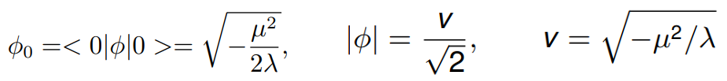 ϕ₀ =< 0|ϕ|0 >= √(−μ²/2λ), |ϕ| = v/√2, v = √(−μ²/λ)